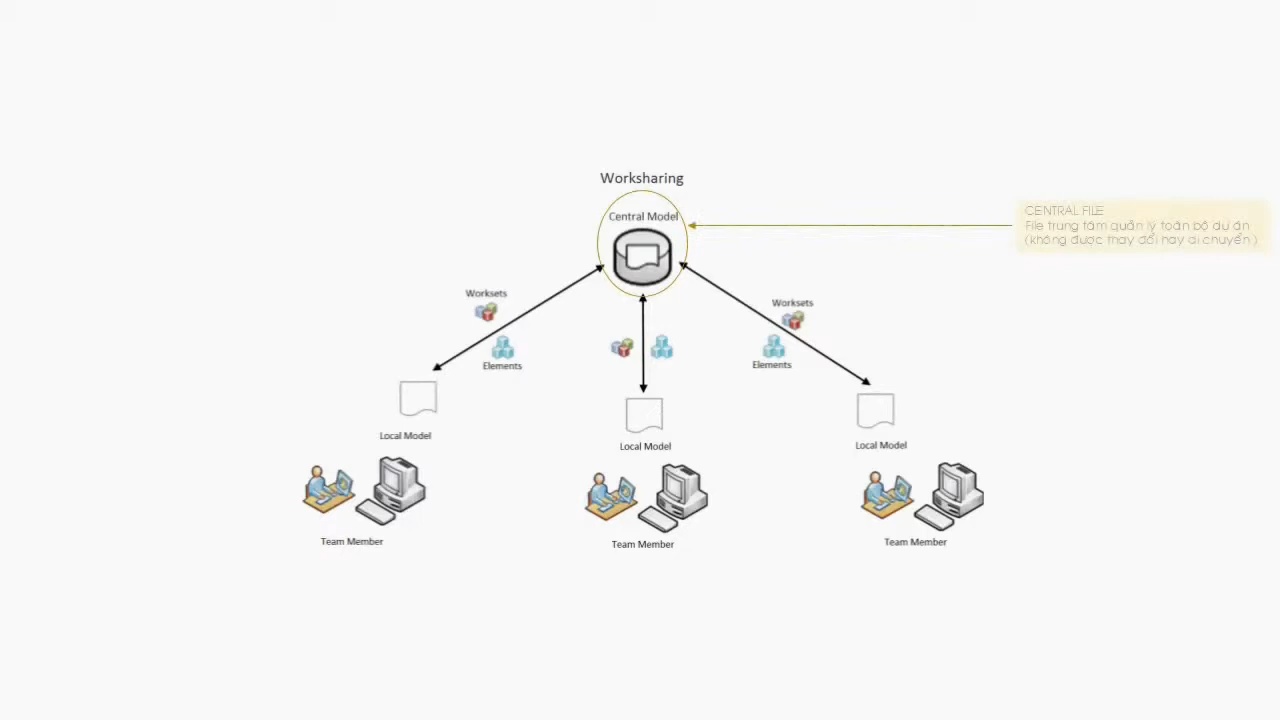 Worksharing
Central Model
CENTRAL FILE
File trung tâm quản lý toàn bộ dự án
(không được thay đổi hay di chuyển )
Worksets
Worksets
Elements
Elements
Local Model
Local Model
Local Model
Team Member
Team Member
Team Member